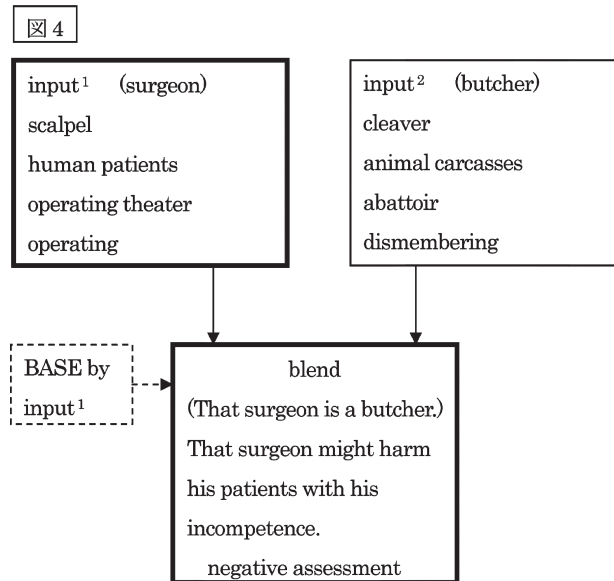 図 4
input¹ (surgeon)
scalpel
human patients
operating theater
operating
input² (butcher)
cleaver
animal carcasses
abattoir
dismembering
BASE by
input¹
blend
(That surgeon is a butcher.)
That surgeon might harm
his patients with his
incompetence.
negative assessment